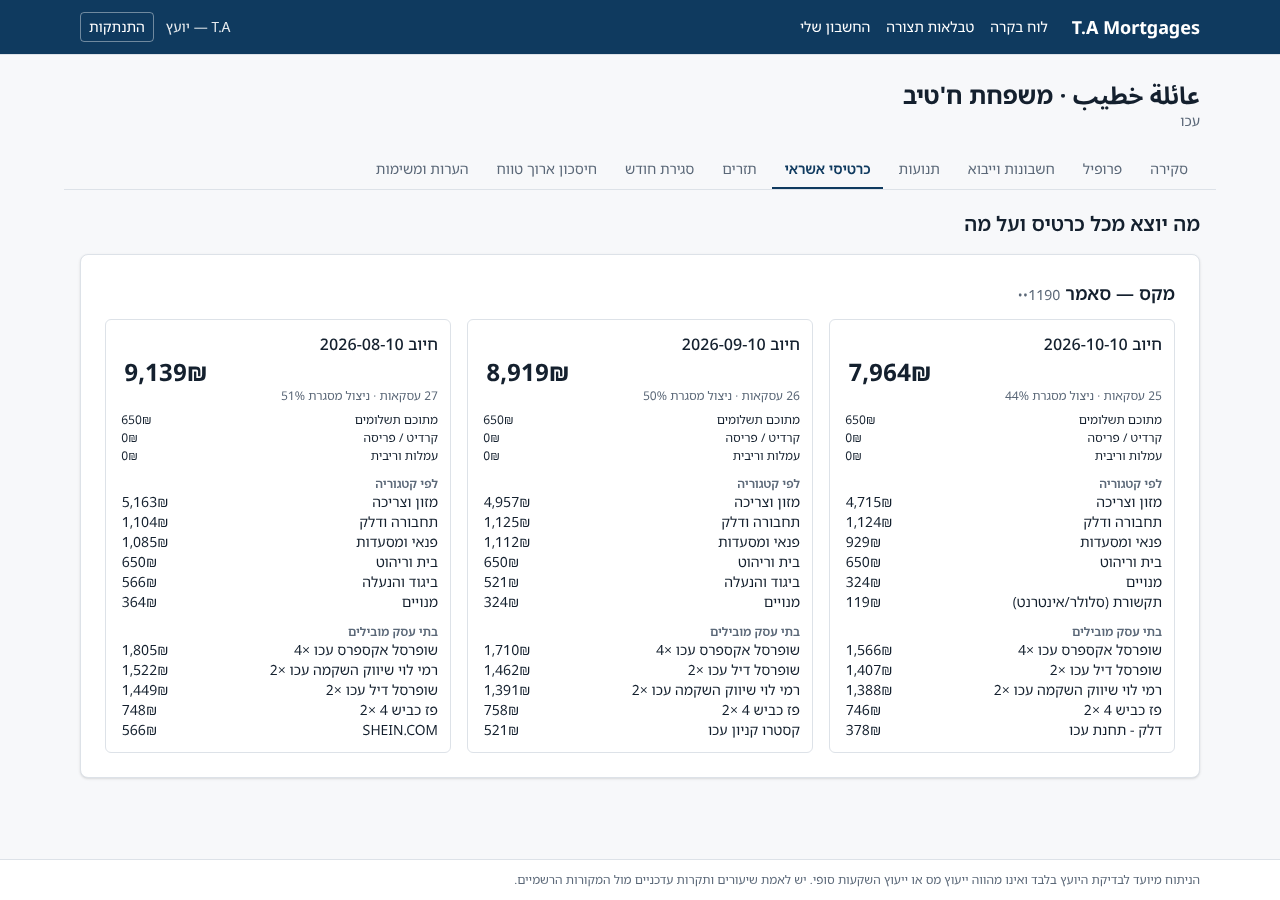 T.A Mortgages לוח בקרה טבלאות תצורה החשבון שלי T.A — יועץ התנתקות
عائلة خطيب · משפחת ח'טיב
עכו
סקירה פרופיל חשבונות וייבוא תנועות כרטיסי אשראי תזרים סגירת חודש חיסכון ארוך טווח הערות ומשימות
מה יוצא מכל כרטיס ועל מה
מקס — סאמר ••1190
חיוב 2026-10-10
₪7,964
25 עסקאות · ניצול מסגרת 44%
מתוכם תשלומים ₪650
קרדיט / פריסה ₪0
עמלות וריבית ₪0
לפי קטגוריה
מזון וצריכה ₪4,715
תחבורה ודלק ₪1,124
פנאי ומסעדות ₪929
בית וריהוט ₪650
מנויים ₪324
תקשורת (סלולר/אינטרנט) ₪119
בתי עסק מובילים
שופרסל אקספרס עכו ×4 ₪1,566
שופרסל דיל עכו ×2 ₪1,407
רמי לוי שיווק השקמה עכו ×2 ₪1,388
פז כביש 4 ×2 ₪746
דלק - תחנת עכו ₪378
חיוב 2026-09-10
₪8,919
26 עסקאות · ניצול מסגרת 50%
מתוכם תשלומים ₪650
קרדיט / פריסה ₪0
עמלות וריבית ₪0
לפי קטגוריה
מזון וצריכה ₪4,957
תחבורה ודלק ₪1,125
פנאי ומסעדות ₪1,112
בית וריהוט ₪650
ביגוד והנעלה ₪521
מנויים ₪324
בתי עסק מובילים
שופרסל אקספרס עכו ×4 ₪1,710
שופרסל דיל עכו ×2 ₪1,462
רמי לוי שיווק השקמה עכו ×2 ₪1,391
פז כביש 4 ×2 ₪758
קסטרו קניון עכו ₪521
חיוב 2026-08-10
₪9,139
27 עסקאות · ניצול מסגרת 51%
מתוכם תשלומים ₪650
קרדיט / פריסה ₪0
עמלות וריבית ₪0
לפי קטגוריה
מזון וצריכה ₪5,163
תחבורה ודלק ₪1,104
פנאי ומסעדות ₪1,085
בית וריהוט ₪650
ביגוד והנעלה ₪566
מנויים ₪364
בתי עסק מובילים
שופרסל אקספרס עכו ×4 ₪1,805
רמי לוי שיווק השקמה עכו ×2 ₪1,522
שופרסל דיל עכו ×2 ₪1,449
פז כביש 4 ×2 ₪748
SHEIN.COM ₪566
הניתוח מיועד לבדיקת היועץ בלבד ואינו מהווה ייעוץ מס או ייעוץ השקעות סופי. יש לאמת שיעורים ותקרות עדכניים מול המקורות הרשמיים.